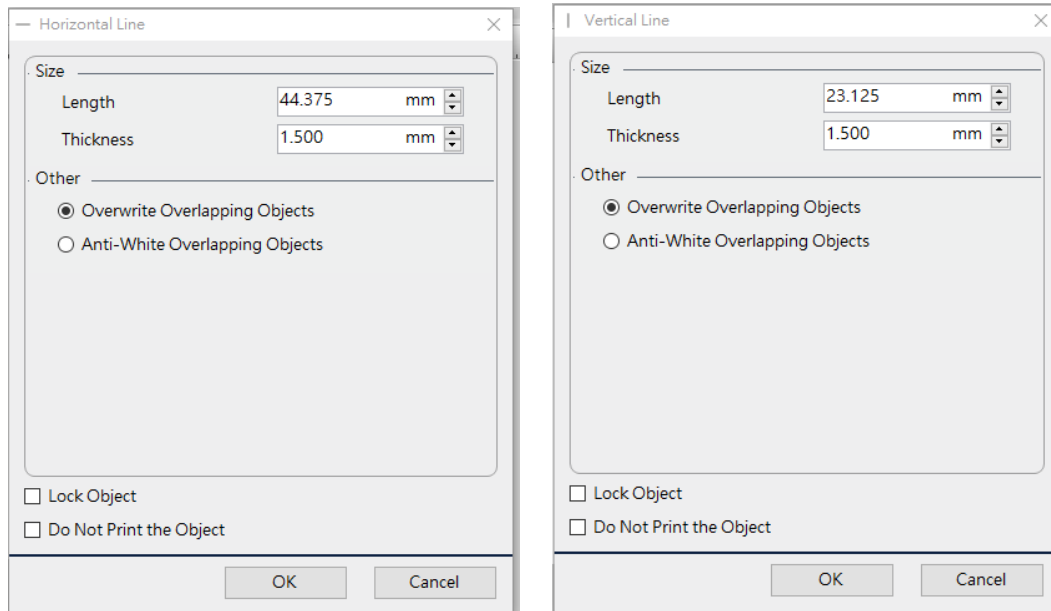 Horizontal Line
Size
Length 44.375 mm
Thickness 1.500 mm
Other
Overwrite Overlapping Objects
Anti-White Overlapping Objects
Lock Object
Do Not Print the Object
OK Cancel
Vertical Line
Size
Length 23.125 mm
Thickness 1.500 mm
Other
Overwrite Overlapping Objects
Anti-White Overlapping Objects
Lock Object
Do Not Print the Object
OK Cancel